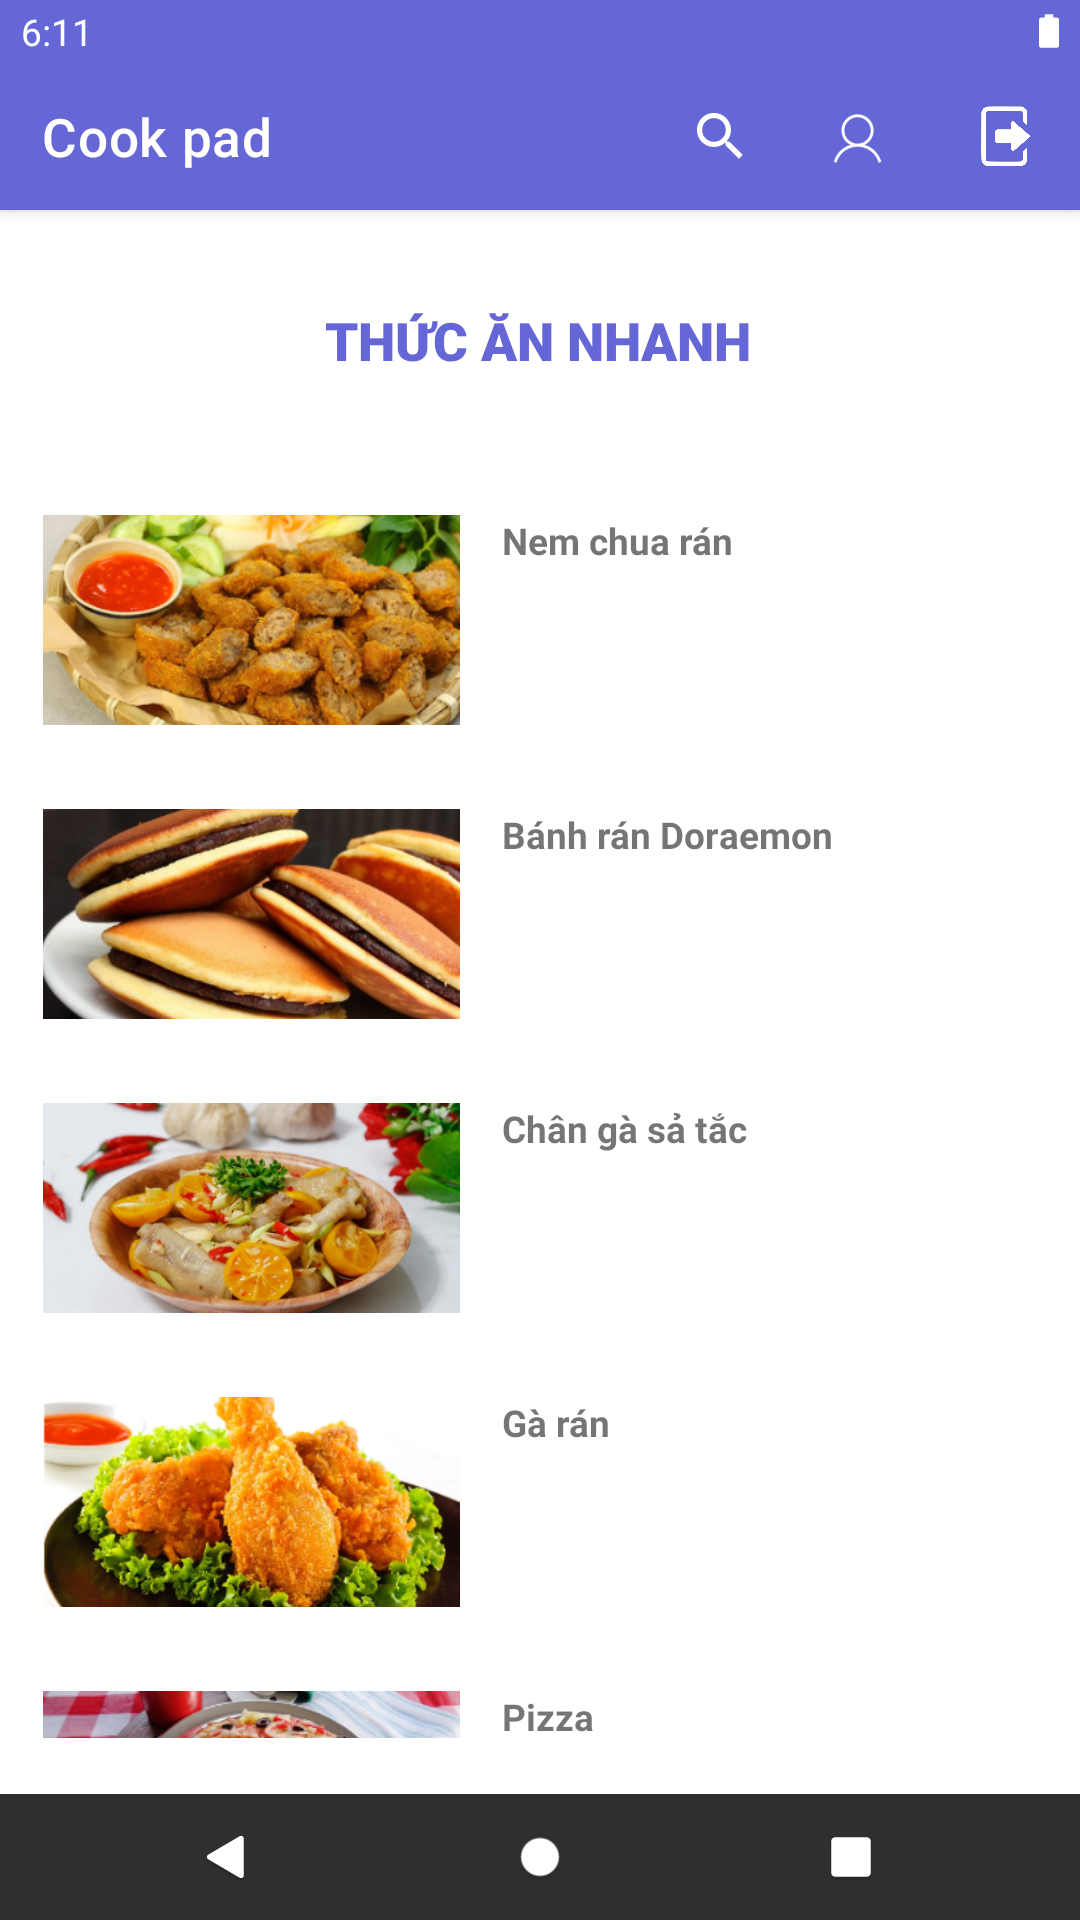 6:11
Cook pad
THỨC ĂN NHANH
Nem chua rán
Bánh rán Doraemon
Chân gà sả tắc
Gà rán
Pizza